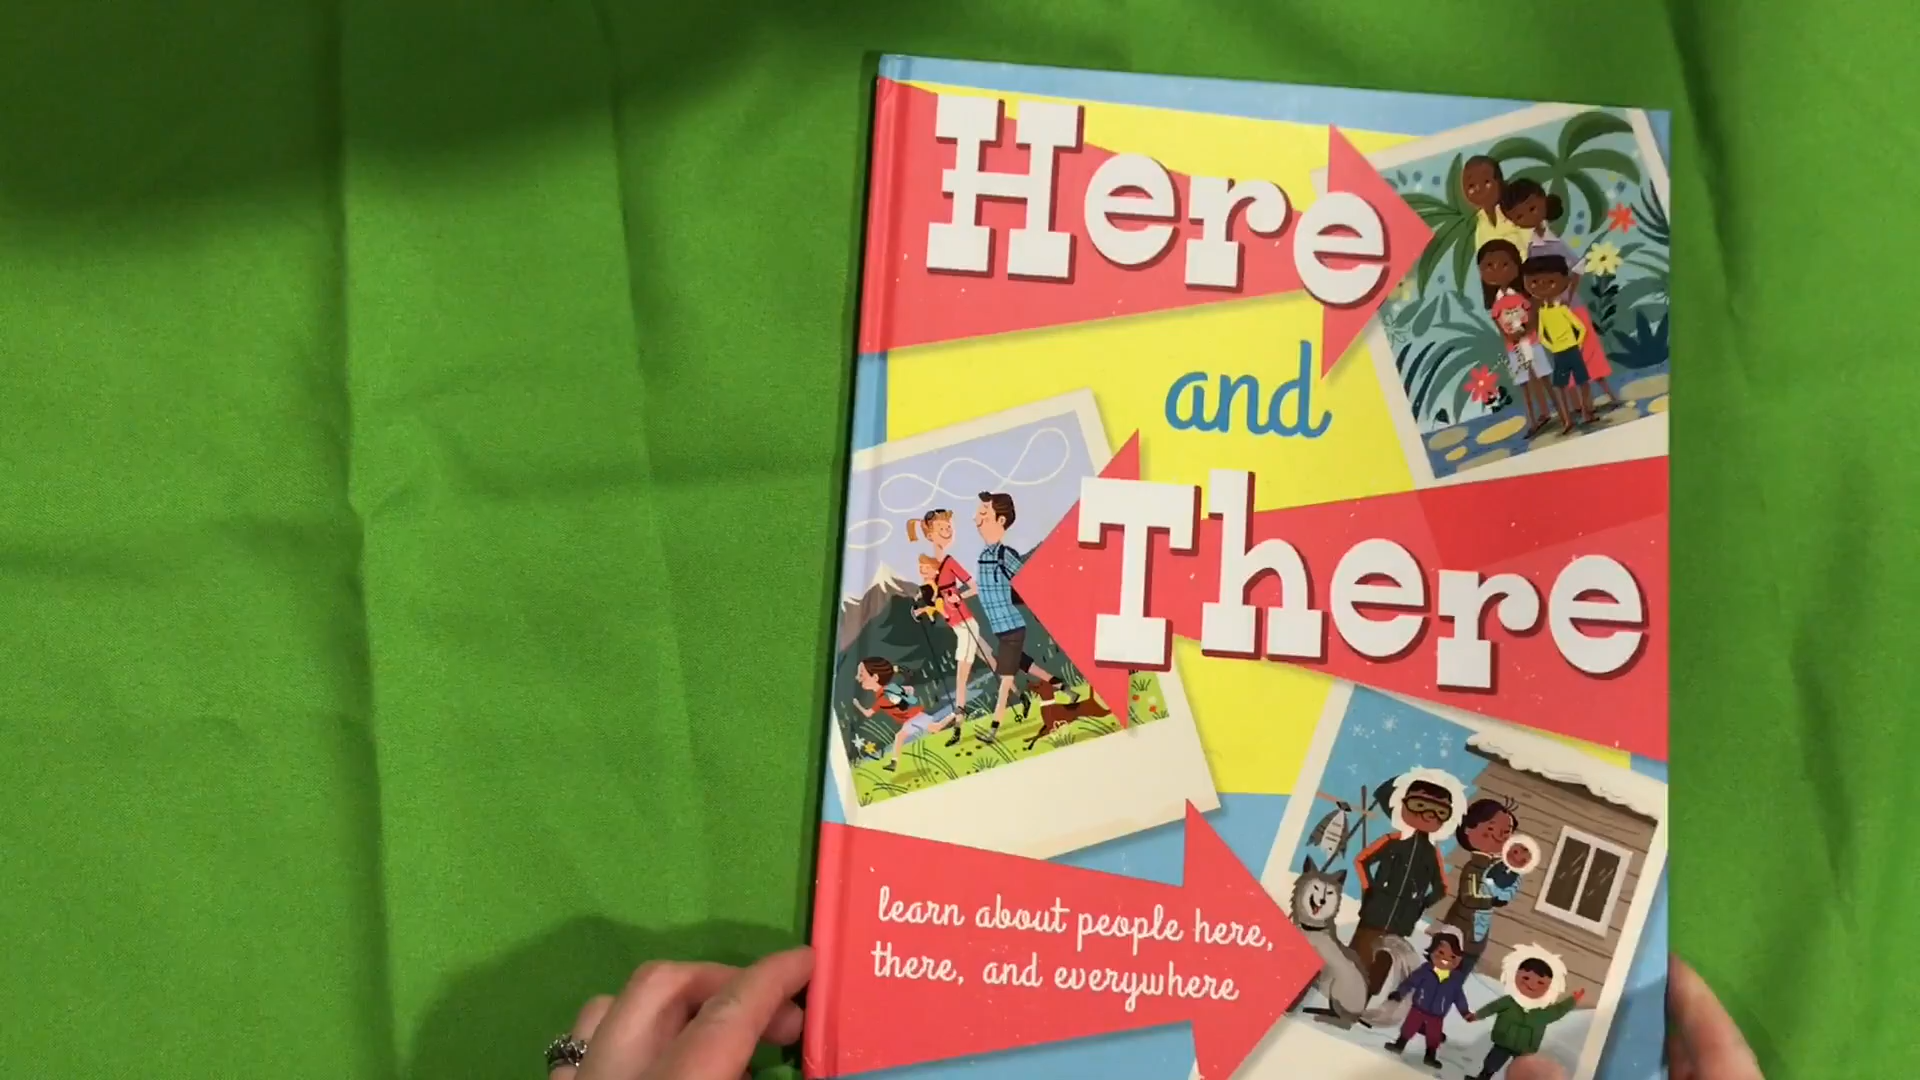 Here
and
There
learn about people here,
there, and everywhere